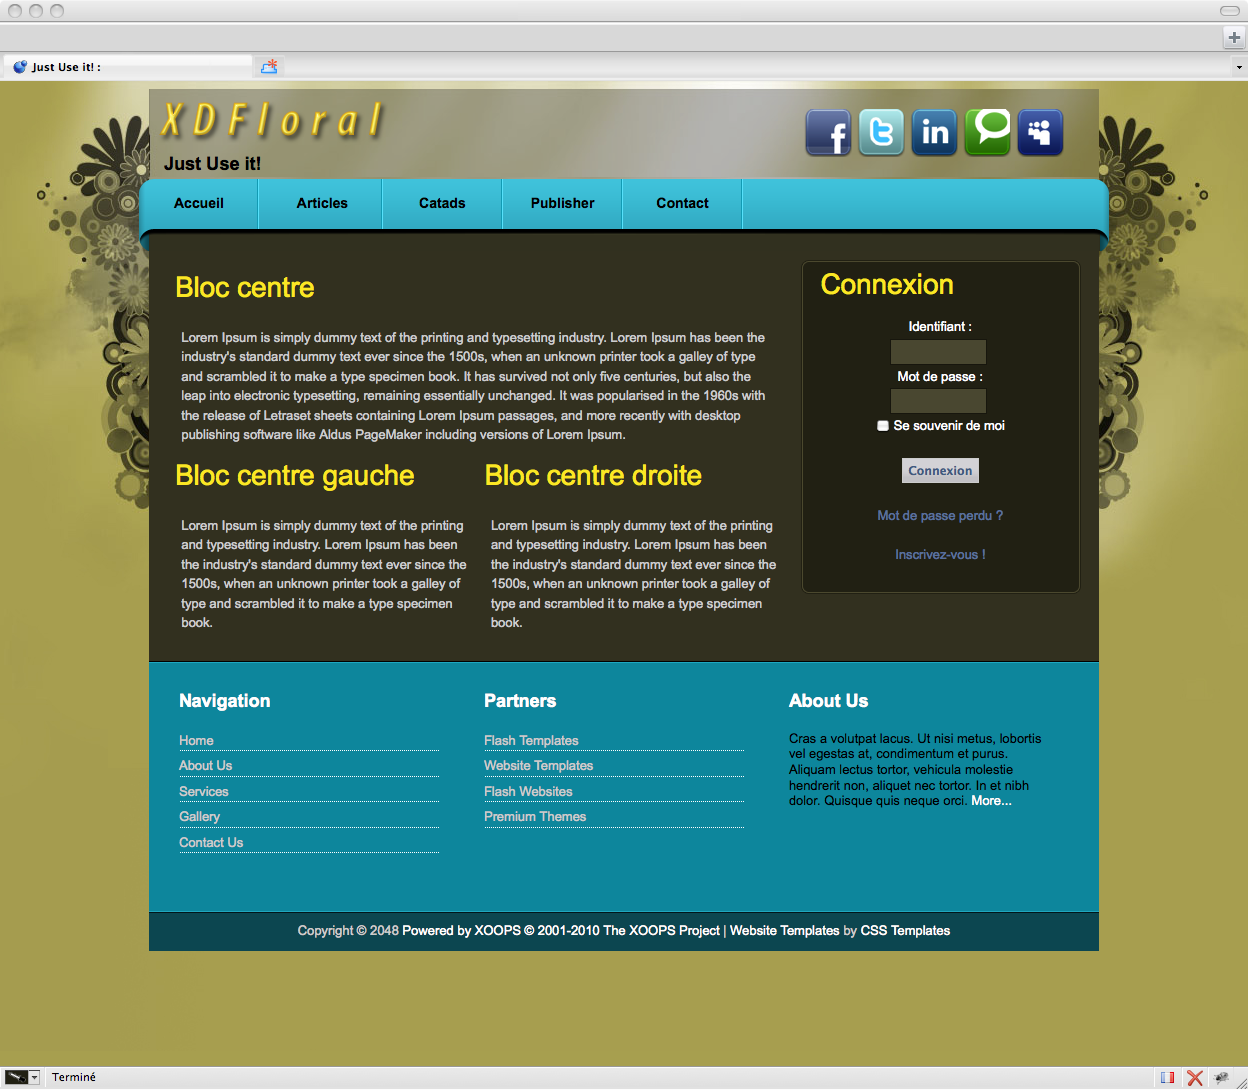 Just Use it! :
XDFloral
Just Use it!
Accueil
Articles
Catads
Publisher
Contact
Bloc centre
Lorem Ipsum is simply dummy text of the printing and typesetting industry. Lorem Ipsum has been the
industry's standard dummy text ever since the 1500s, when an unknown printer took a galley of type
and scrambled it to make a type specimen book. It has survived not only five centuries, but also the
leap into electronic typesetting, remaining essentially unchanged. It was popularised in the 1960s with
the release of Letraset sheets containing Lorem Ipsum passages, and more recently with desktop
publishing software like Aldus PageMaker including versions of Lorem Ipsum.
Bloc centre gauche
Lorem Ipsum is simply dummy text of the printing
and typesetting industry. Lorem Ipsum has been
the industry's standard dummy text ever since the
1500s, when an unknown printer took a galley of
type and scrambled it to make a type specimen
book.
Bloc centre droite
Lorem Ipsum is simply dummy text of the printing
and typesetting industry. Lorem Ipsum has been
the industry's standard dummy text ever since the
1500s, when an unknown printer took a galley of
type and scrambled it to make a type specimen
book.
Connexion
Identifiant :
Mot de passe :
Se souvenir de moi
Connexion
Mot de passe perdu ?
Inscrivez-vous !
Navigation
Home
About Us
Services
Gallery
Contact Us
Partners
Flash Templates
Website Templates
Flash Websites
Premium Themes
About Us
Cras a volutpat lacus. Ut nisi metus, lobortis
vel egestas at, condimentum et purus.
Aliquam lectus tortor, vehicula molestie
hendrerit non, aliquet nec tortor. In et nibh
dolor. Quisque quis neque orci. More...
Copyright © 2048 Powered by XOOPS © 2001-2010 The XOOPS Project | Website Templates by CSS Templates
Terminé